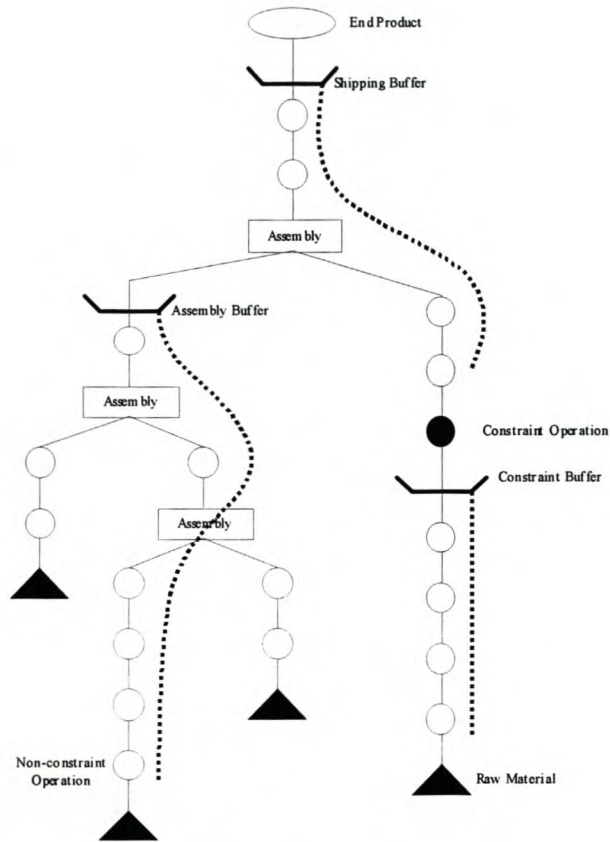 End Product
Shipping Buffer
Assembly
Assembly Buffer
Assembly
Constraint Operation
Constraint Buffer
Assembly
Non-constraint
Operation
Raw Material